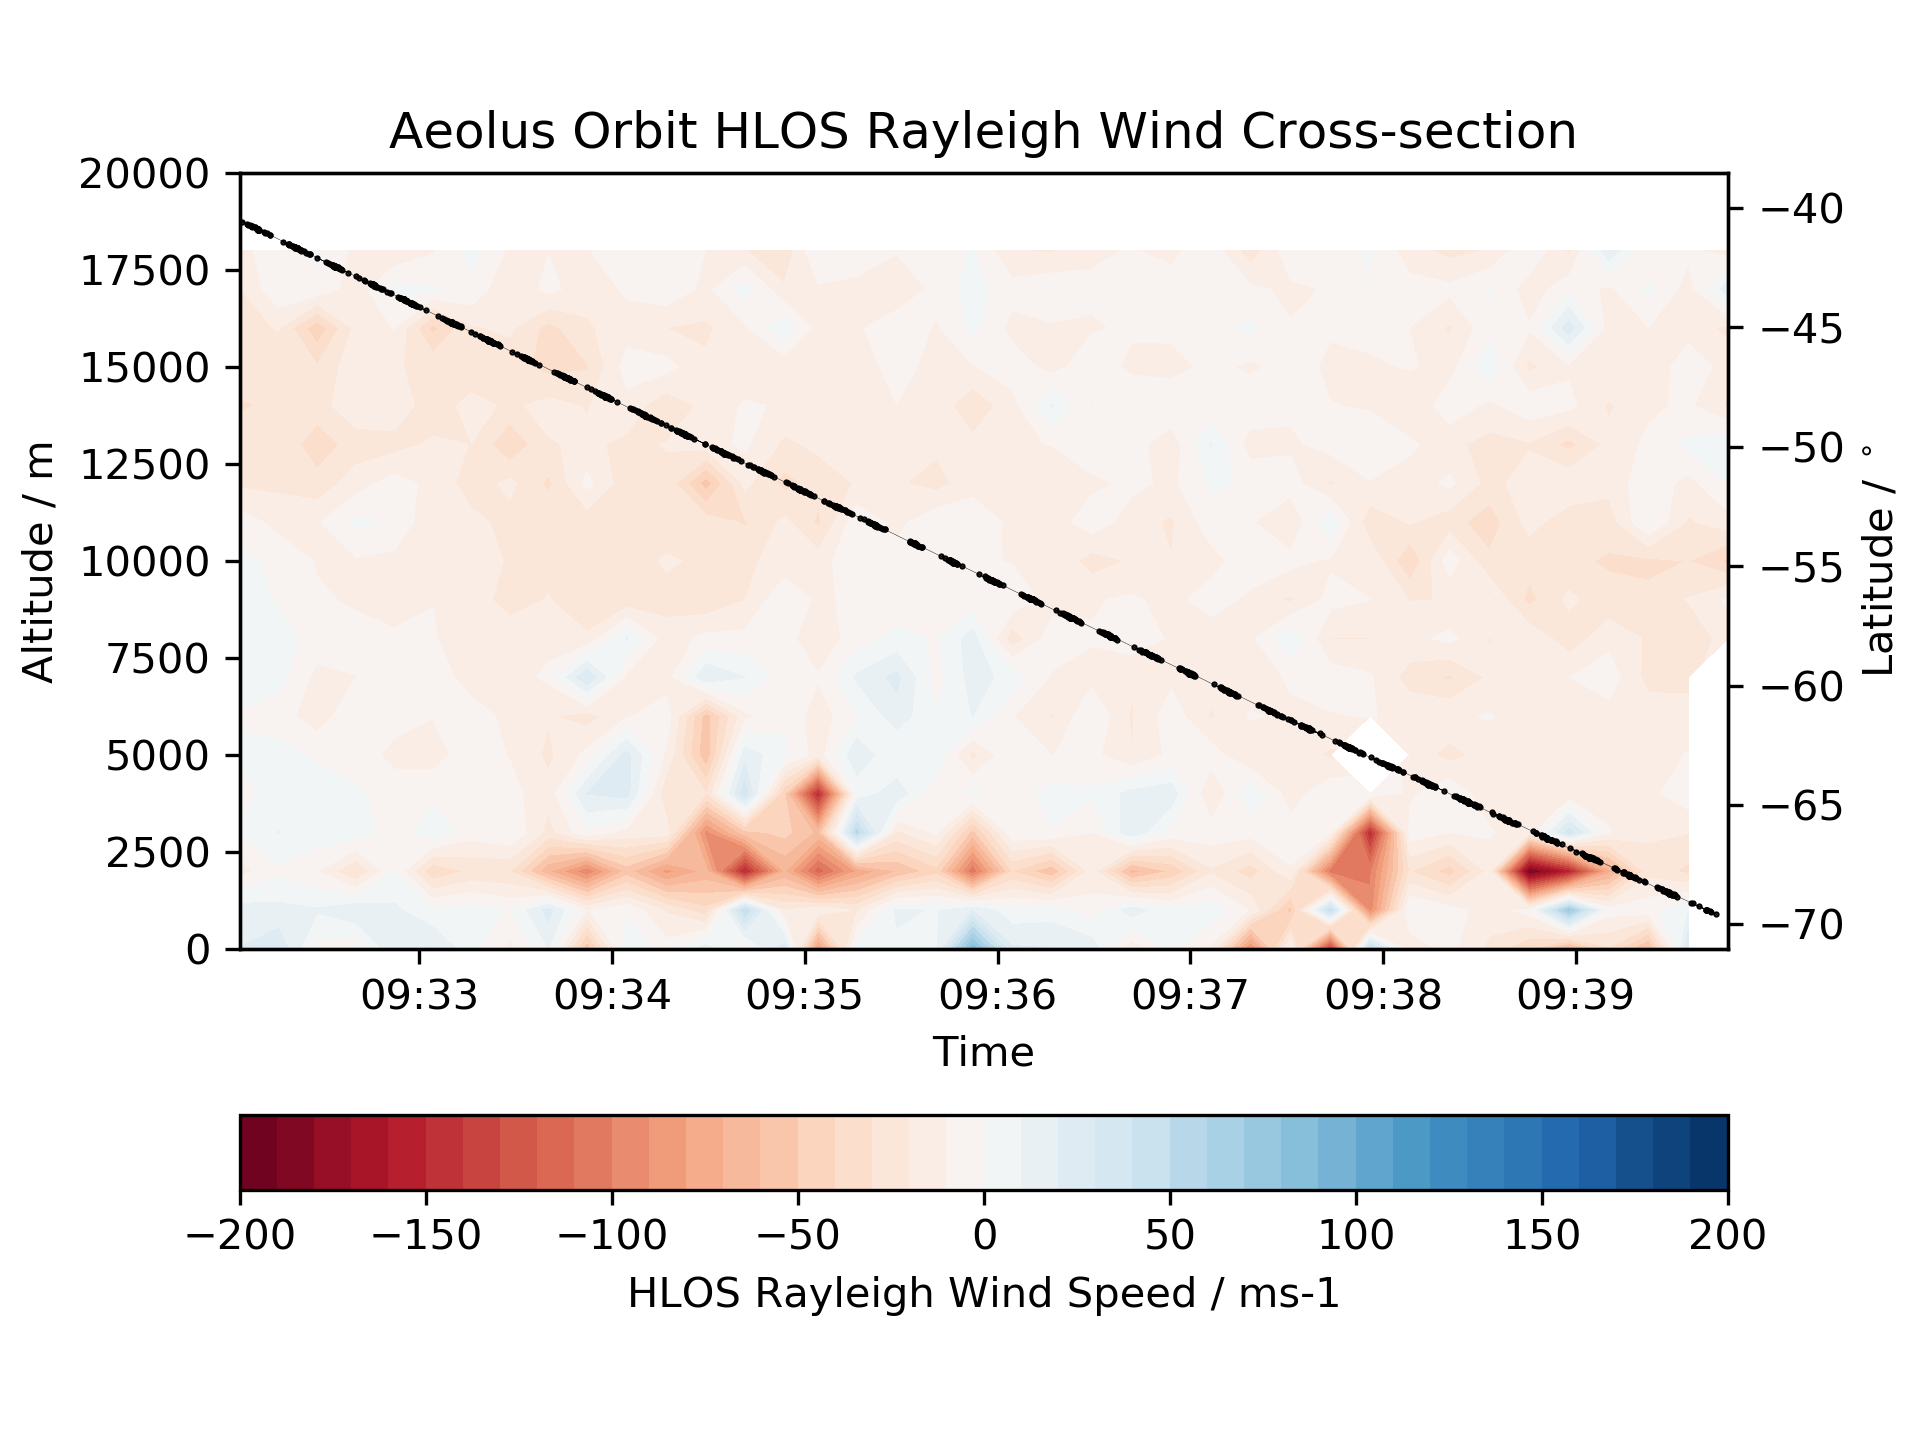 Aeolus Orbit HLOS Rayleigh Wind Cross-section
20000
17500
15000
12500
10000
7500
5000
2500
0
Altitude / m
−40
−45
−50
−55
−60
−65
−70
Latitude / °
09:33 09:34 09:35 09:36 09:37 09:38 09:39
Time
−200 −150 −100 −50 0 50 100 150 200
HLOS Rayleigh Wind Speed / ms-1